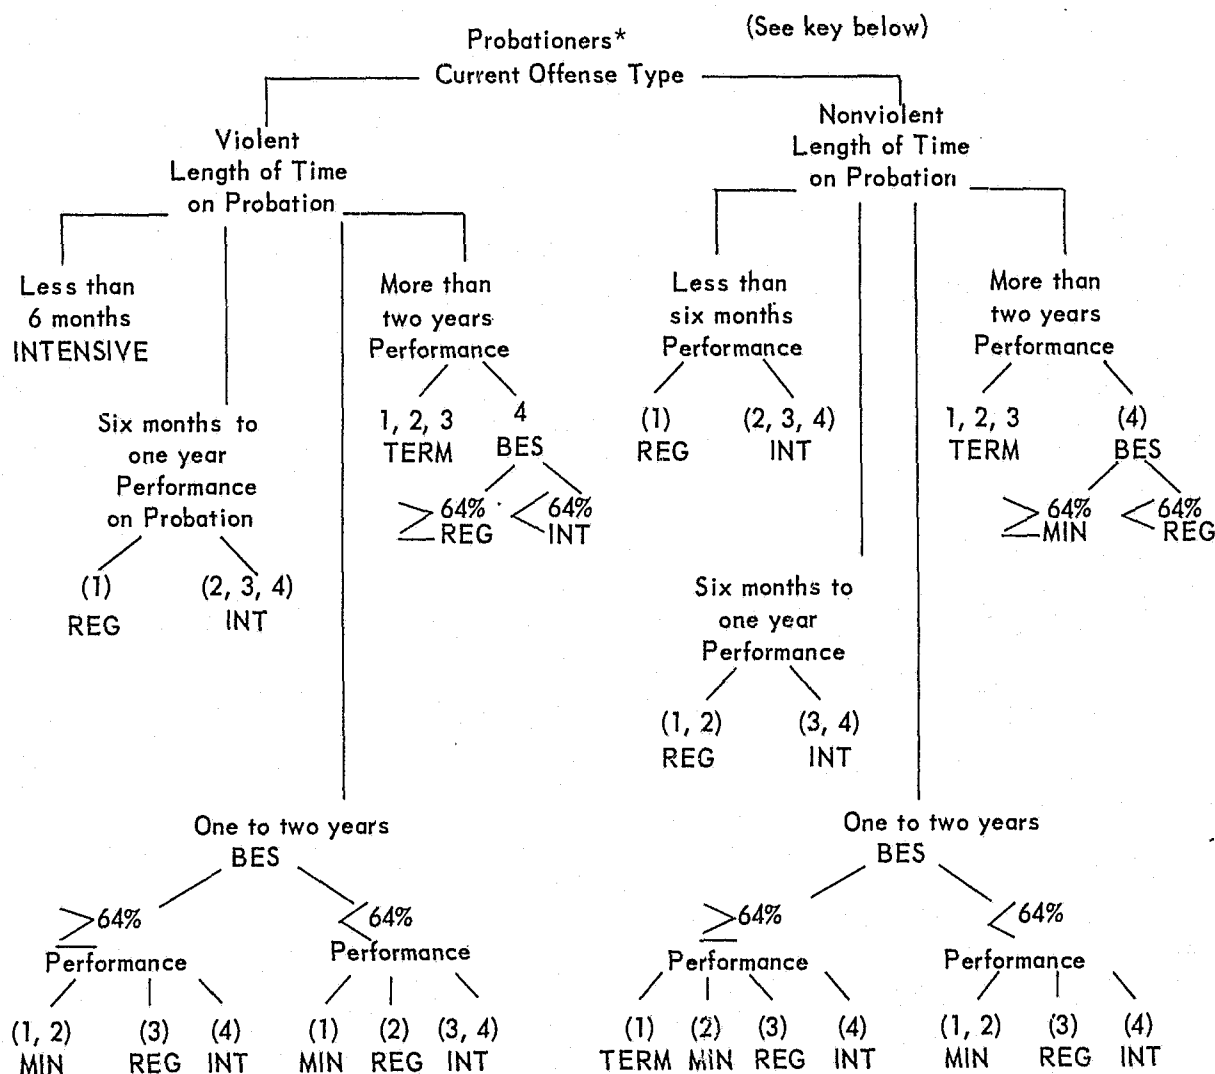 (See key below)
Probationers*
Current Offense Type
Violent
Length of Time
on Probation
Less than
6 months
INTENSIVE
Six months to
one year
Performance
on Probation
(1)
REG
(2, 3, 4)
INT
More than
two years
Performance
1, 2, 3
TERM
4
BES
≥ 64%
REG
< 64%
INT
One to two years
BES
≥ 64%
Performance
(1, 2)
MIN
(3)
REG
(4)
INT
< 64%
Performance
(1)
MIN
(2)
REG
(3, 4)
INT
Nonviolent
Length of Time
on Probation
Less than
six months
Performance
(1)
REG
(2, 3, 4)
INT
Six months to
one year
Performance
(1, 2)
REG
(3, 4)
INT
More than
two years
Performance
1, 2, 3
TERM
(4)
BES
≥ 64%
MIN
< 64%
REG
One to two years
BES
≥ 64%
Performance
(1)
TERM
(2)
MIN
(3)
REG
(4)
INT
< 64%
Performance
(1, 2)
MIN
(3)
REG
(4)
INT